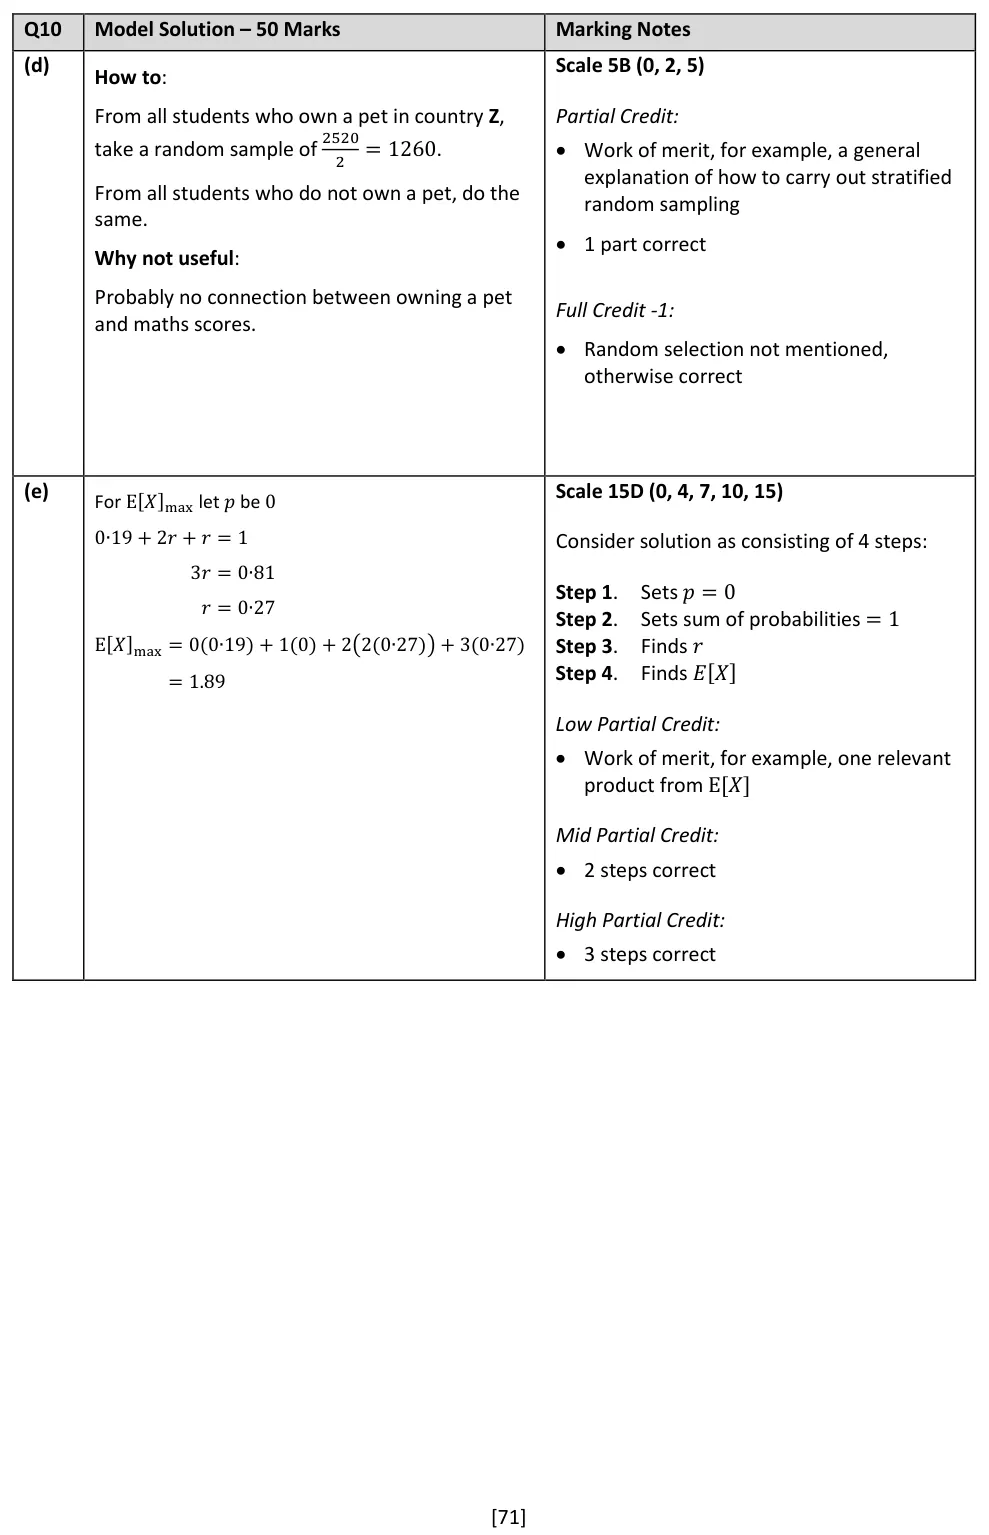 Q10 Model Solution – 50 Marks Marking Notes
(d)
How to:
From all students who own a pet in country Z,
take a random sample of 2520/2 = 1260.
From all students who do not own a pet, do the
same.
Why not useful:
Probably no connection between owning a pet
and maths scores.
Scale 5B (0, 2, 5)
Partial Credit:
• Work of merit, for example, a general
explanation of how to carry out stratified
random sampling
• 1 part correct
Full Credit -1:
• Random selection not mentioned,
otherwise correct
(e)
For E[X]max let p be 0
0·19 + 2r + r = 1
3r = 0·81
r = 0·27
E[X]max = 0(0·19) + 1(0) + 2(2(0·27)) + 3(0·27)
= 1.89
Scale 15D (0, 4, 7, 10, 15)
Consider solution as consisting of 4 steps:
Step 1. Sets p = 0
Step 2. Sets sum of probabilities = 1
Step 3. Finds r
Step 4. Finds E[X]
Low Partial Credit:
• Work of merit, for example, one relevant
product from E[X]
Mid Partial Credit:
• 2 steps correct
High Partial Credit:
• 3 steps correct
[71]